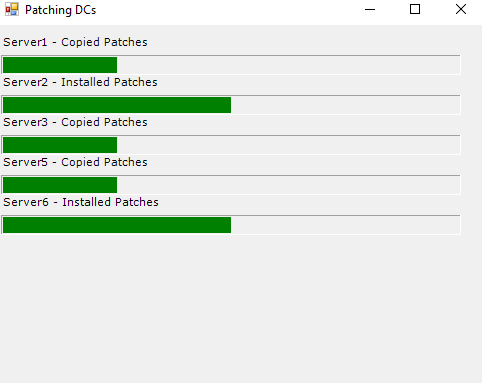 Patching DCs
Server1 - Copied Patches
Server2 - Installed Patches
Server3 - Copied Patches
Server5 - Copied Patches
Server6 - Installed Patches